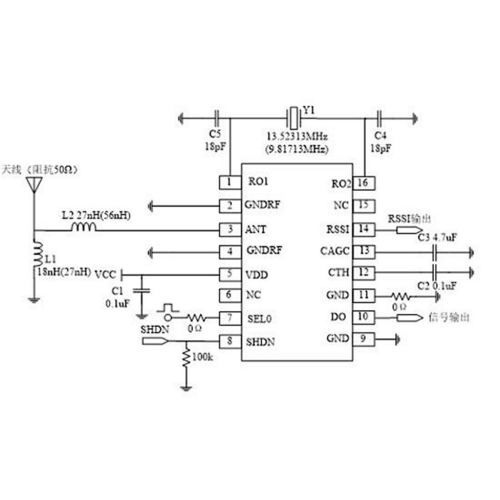 Y1
C5
18pF
13.52313MHz
(9.81713MHz)
C4
18pF
天线（阻抗50Ω）
1 RO1
RO2 16
2 GNDRF
NC 15
L2 27nH(56nH)
3 ANT
RSSI 14
RSSI输出
4 GNDRF
CAGC 13
C3 4.7uF
L1
18nH(27nH)
VCC
5 VDD
CTH 12
C1
0.1uF
C2 0.1uF
6 NC
GND 11
0Ω
7 SEL0
0Ω
DO 10
信号输出
SHDN
8 SHDN
GND 9
100k